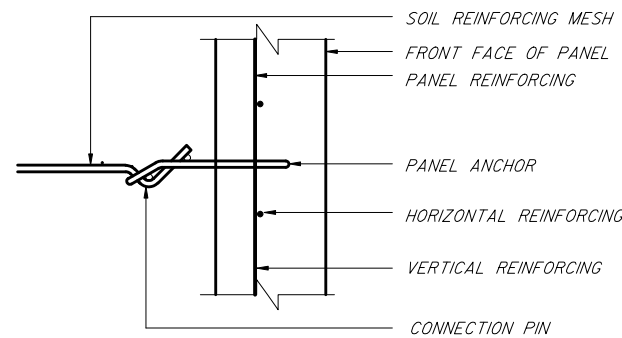 SOIL REINFORCING MESH
FRONT FACE OF PANEL
PANEL REINFORCING
PANEL ANCHOR
HORIZONTAL REINFORCING
VERTICAL REINFORCING
CONNECTION PIN